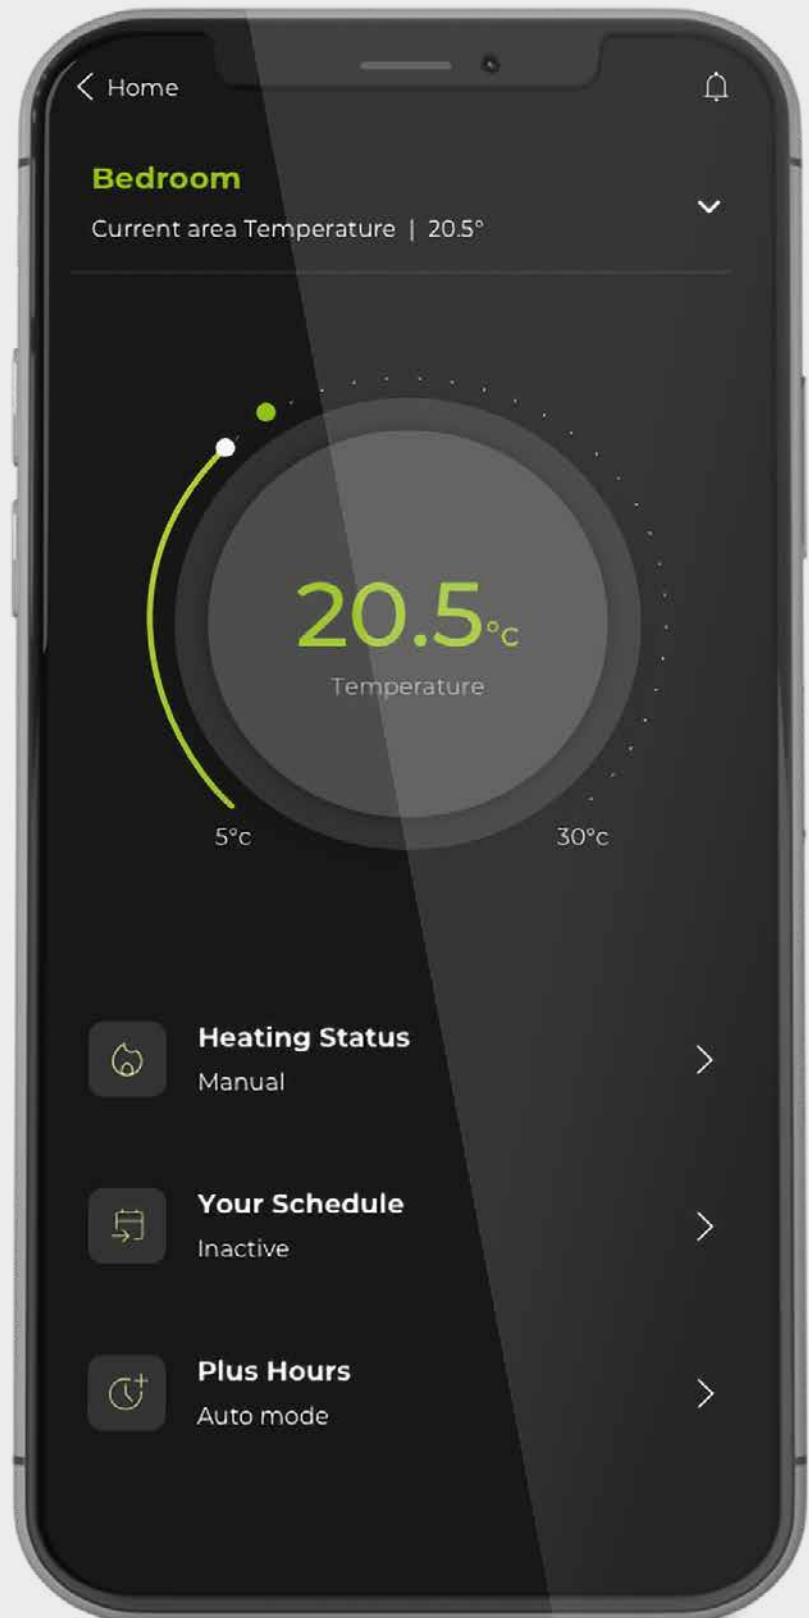 Home
Bedroom
Current area Temperature | 20.5°
20.5°c
Temperature
5°c
30°c
Heating Status
Manual
Your Schedule
Inactive
Plus Hours
Auto mode